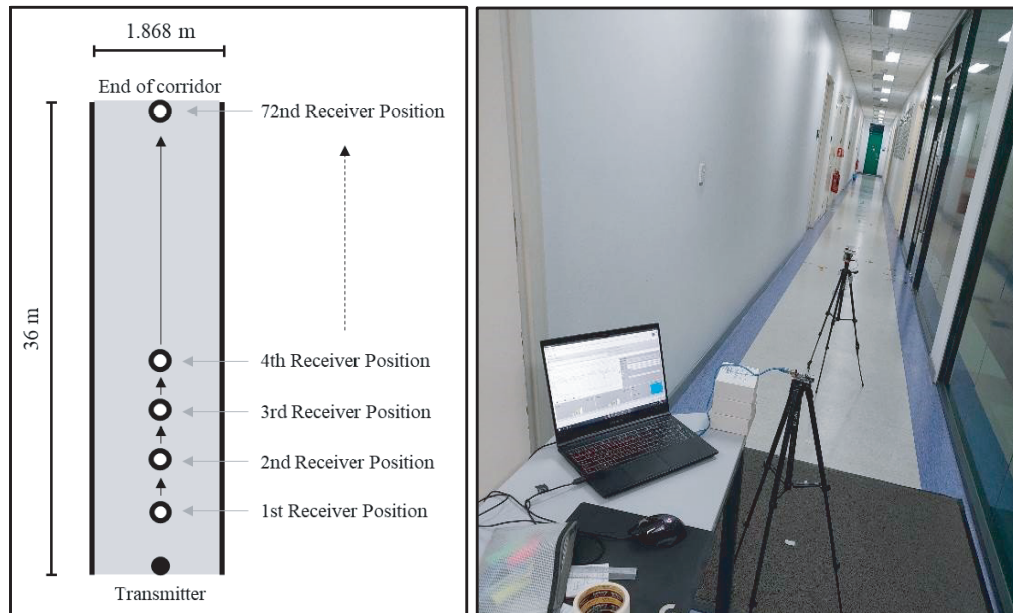 1.868 m
End of corridor
72nd Receiver Position
36 m
4th Receiver Position
3rd Receiver Position
2nd Receiver Position
1st Receiver Position
Transmitter